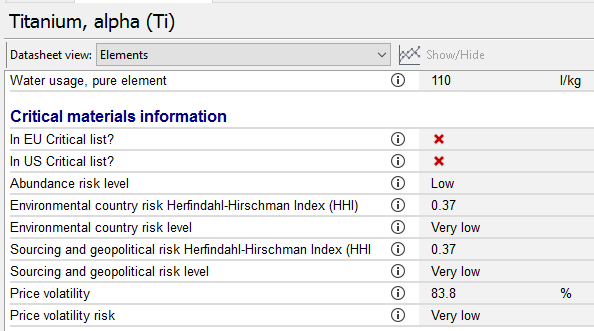 Titanium, alpha (Ti)
Datasheet view: Elements Show/Hide
Water usage, pure element 110 l/kg
Critical materials information
In EU Critical list?
In US Critical list?
Abundance risk level Low
Environmental country risk Herfindahl-Hirschman Index (HHI) 0.37
Environmental country risk level Very low
Sourcing and geopolitical risk Herfindahl-Hirschman Index (HHI 0.37
Sourcing and geopolitical risk level Very low
Price volatility 83.8 %
Price volatility risk Very low